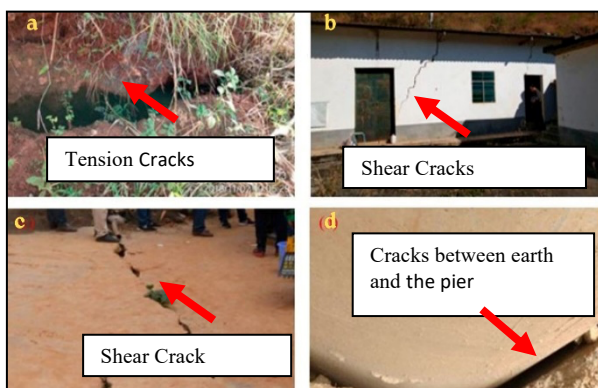 a
Tension Cracks
b
Shear Cracks
c
Shear Crack
(d)
Cracks between earth
and the pier